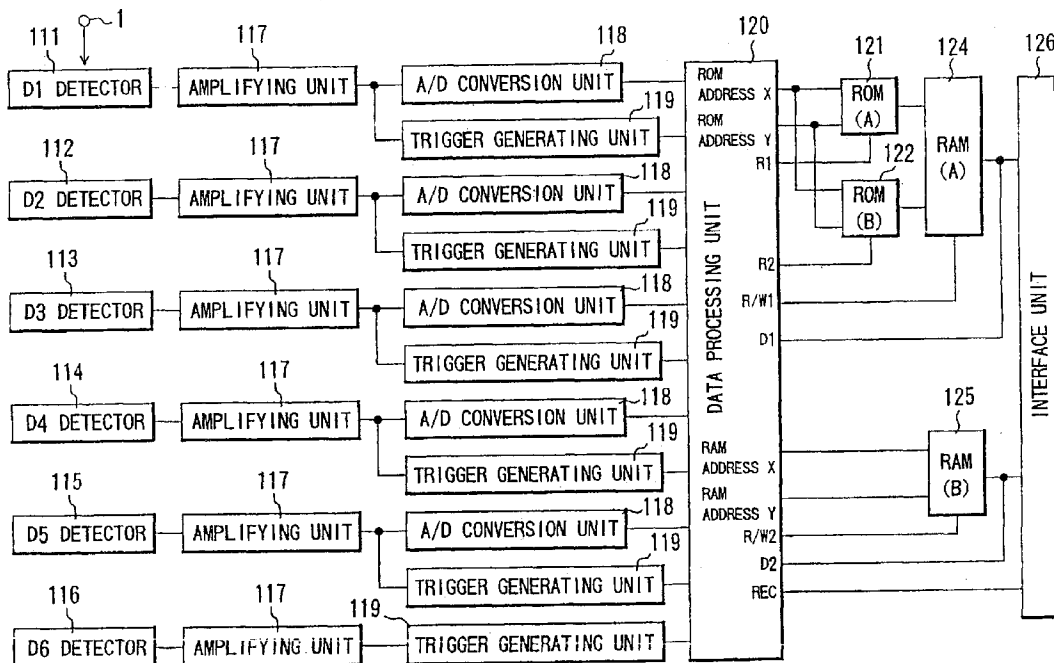 1
111
117
118
120
121
124
126
D1 DETECTOR
AMPLIFYING UNIT
A/D CONVERSION UNIT
ROM
ADDRESS X
ROM
(A)
119
TRIGGER GENERATING UNIT
ROM
ADDRESS Y
R1
122
RAM
(A)
112
117
118
D2 DETECTOR
AMPLIFYING UNIT
A/D CONVERSION UNIT
ROM
(B)
119
TRIGGER GENERATING UNIT
R2
113
117
118
D3 DETECTOR
AMPLIFYING UNIT
A/D CONVERSION UNIT
R/W1
119
TRIGGER GENERATING UNIT
D1
DATA PROCESSING UNIT
INTERFACE UNIT
114
117
118
D4 DETECTOR
AMPLIFYING UNIT
A/D CONVERSION UNIT
125
119
TRIGGER GENERATING UNIT
RAM
ADDRESS X
RAM
(B)
115
117
118
D5 DETECTOR
AMPLIFYING UNIT
A/D CONVERSION UNIT
RAM
ADDRESS Y
R/W2
119
TRIGGER GENERATING UNIT
D2
REC
116
117
119
D6 DETECTOR
AMPLIFYING UNIT
TRIGGER GENERATING UNIT